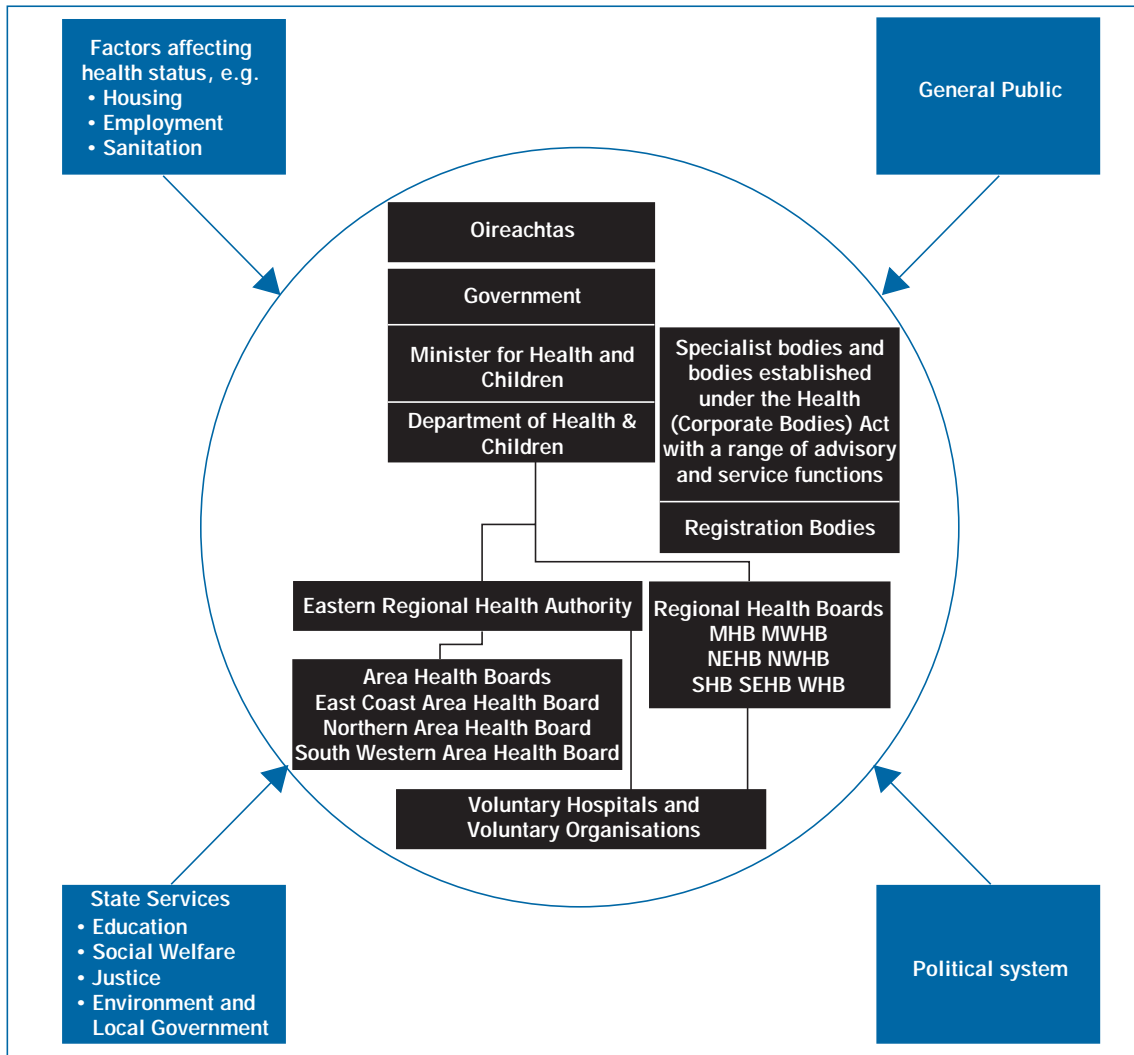 Factors affecting
health status, e.g.
• Housing
• Employment
• Sanitation
General Public
Oireachtas
Government
Minister for Health and
Children
Department of Health &
Children
Specialist bodies and
bodies established
under the Health
(Corporate Bodies) Act
with a range of advisory
and service functions
Registration Bodies
Eastern Regional Health Authority
Regional Health Boards
MHB MWHB
NEHB NWHB
SHB SEHB WHB
Area Health Boards
East Coast Area Health Board
Northern Area Health Board
South Western Area Health Board
Voluntary Hospitals and
Voluntary Organisations
State Services
• Education
• Social Welfare
• Justice
• Environment and
Local Government
Political system